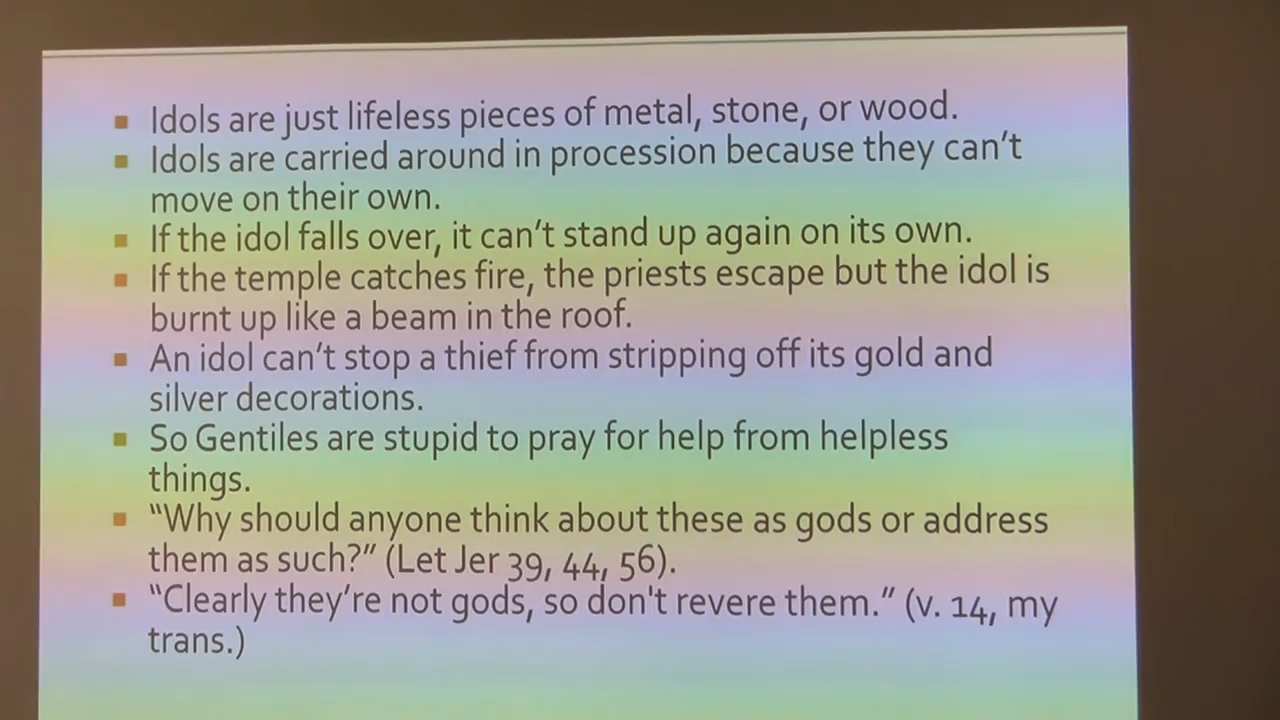 ▪ Idols are just lifeless pieces of metal, stone, or wood.
▪ Idols are carried around in procession because they can’t
move on their own.
▪ If the idol falls over, it can’t stand up again on its own.
▪ If the temple catches fire, the priests escape but the idol is
burnt up like a beam in the roof.
▪ An idol can’t stop a thief from stripping off its gold and
silver decorations.
▪ So Gentiles are stupid to pray for help from helpless
things.
▪ “Why should anyone think about these as gods or address
them as such?” (Let Jer 39, 44, 56).
▪ “Clearly they’re not gods, so don't revere them.” (v. 14, my
trans.)